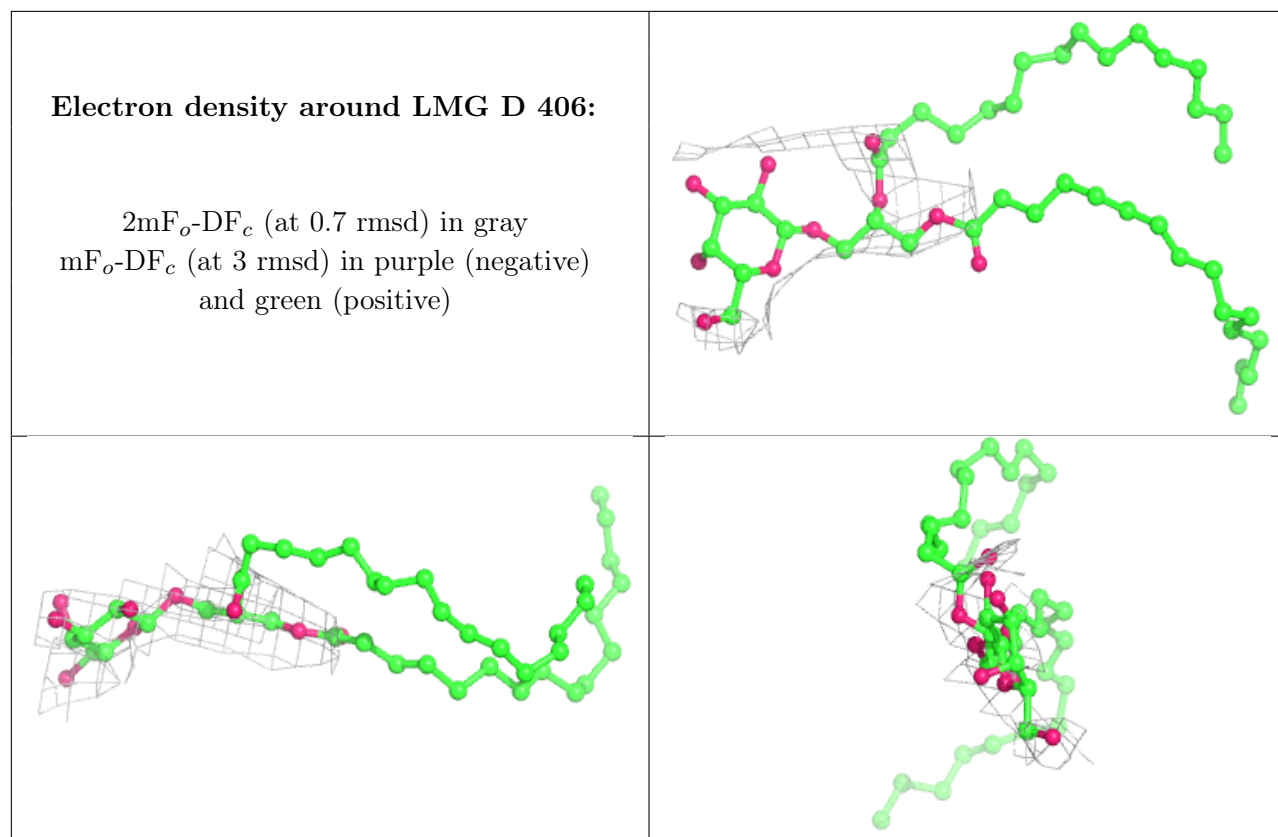 Electron density around LMG D 406:
2mFₒ-DF𝒸 (at 0.7 rmsd) in gray
mFₒ-DF𝒸 (at 3 rmsd) in purple (negative)
and green (positive)